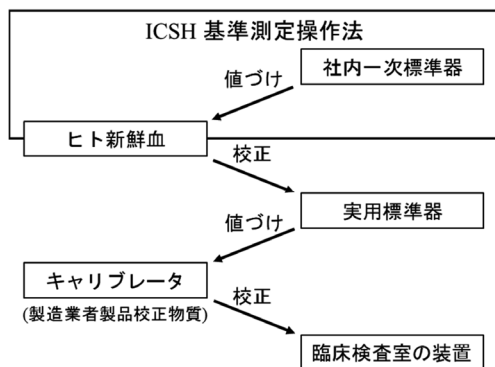 ICSH 基準測定操作法
社内一次標準器
値づけ
ヒト新鮮血
校正
実用標準器
値づけ
キャリブレータ
(製造業者製品校正物質)
校正
臨床検査室の装置